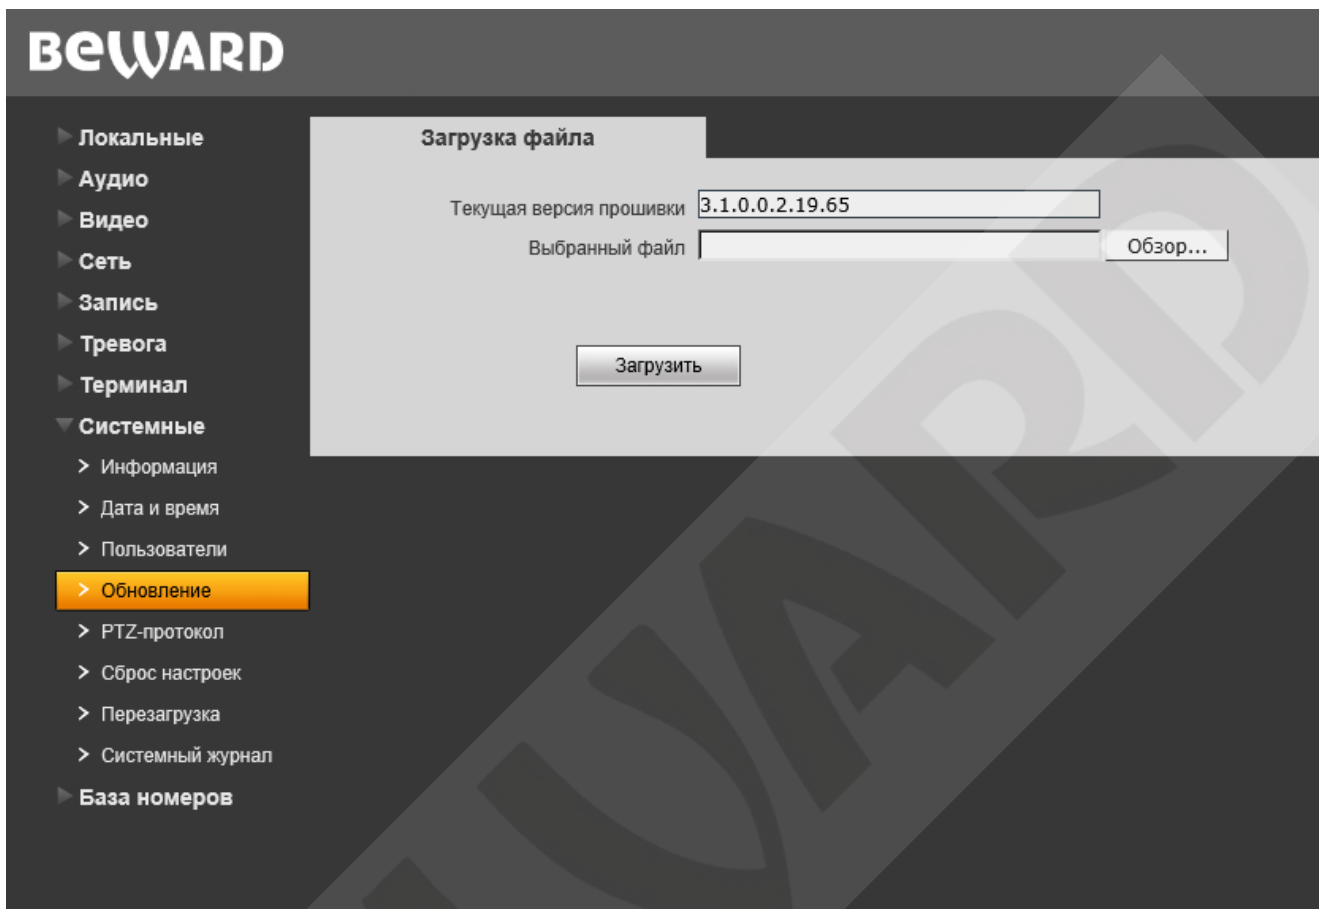 BEWARD
Локальные
Аудио
Видео
Сеть
Запись
Тревога
Терминал
Системные
Информация
Дата и время
Пользователи
Обновление
PTZ-протокол
Сброс настроек
Перезагрузка
Системный журнал
База номеров
Загрузка файла
Текущая версия прошивки 3.1.0.0.2.19.65
Выбранный файл Обзор...
Загрузить